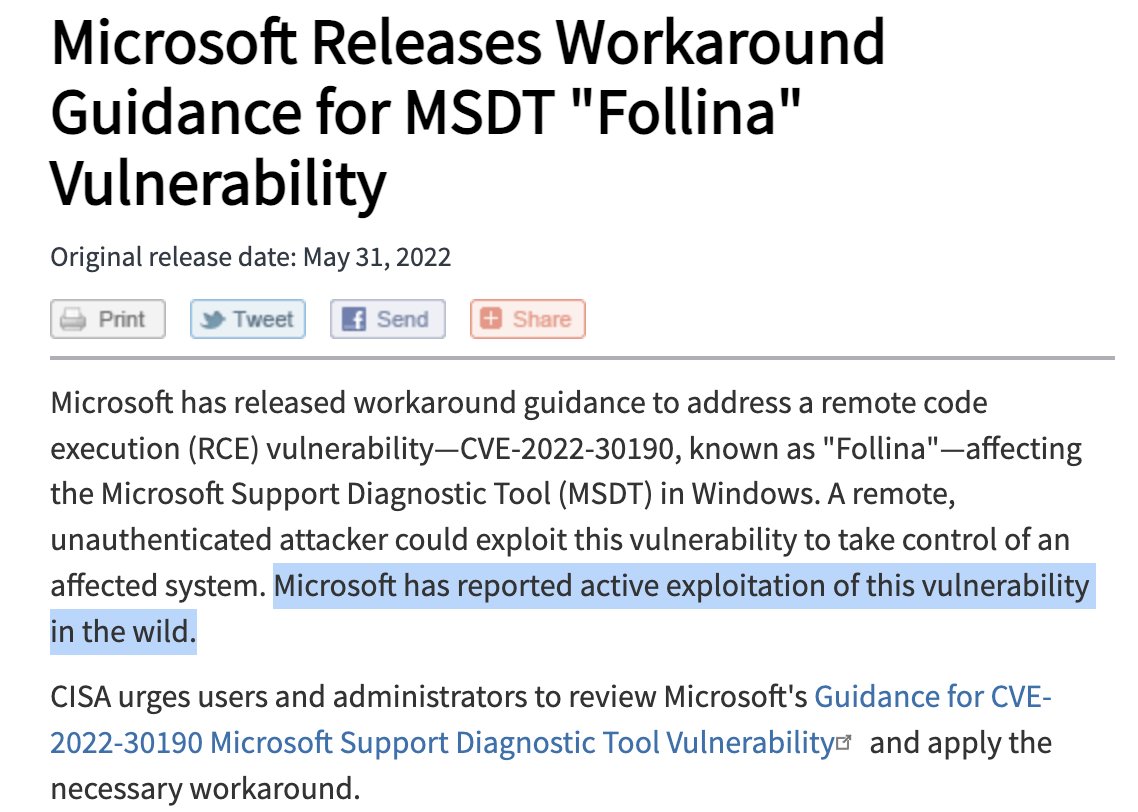 Microsoft Releases Workaround
Guidance for MSDT "Follina"
Vulnerability
Original release date: May 31, 2022
Print Tweet Send Share
Microsoft has released workaround guidance to address a remote code
execution (RCE) vulnerability—CVE-2022-30190, known as "Follina"—affecting
the Microsoft Support Diagnostic Tool (MSDT) in Windows. A remote,
unauthenticated attacker could exploit this vulnerability to take control of an
affected system. Microsoft has reported active exploitation of this vulnerability
in the wild.
CISA urges users and administrators to review Microsoft's Guidance for CVE-
2022-30190 Microsoft Support Diagnostic Tool Vulnerability and apply the
necessary workaround.